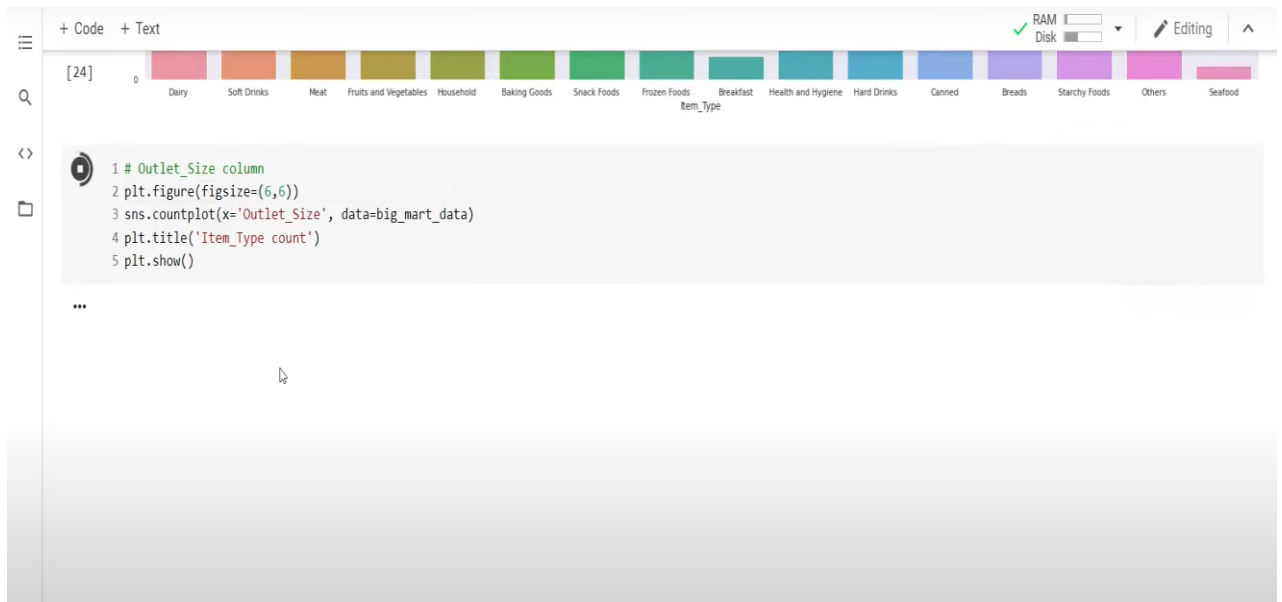 + Code + Text
RAM
Disk
Editing
[24]
0
Dairy Soft Drinks Meat Fruits and Vegetables Household Baking Goods Snack Foods Frozen Foods Breakfast Health and Hygiene Hard Drinks Canned Breads Starchy Foods Others Seafood
Item_Type
1 # Outlet_Size column
2 plt.figure(figsize=(6,6))
3 sns.countplot(x='Outlet_Size', data=big_mart_data)
4 plt.title('Item_Type count')
5 plt.show()